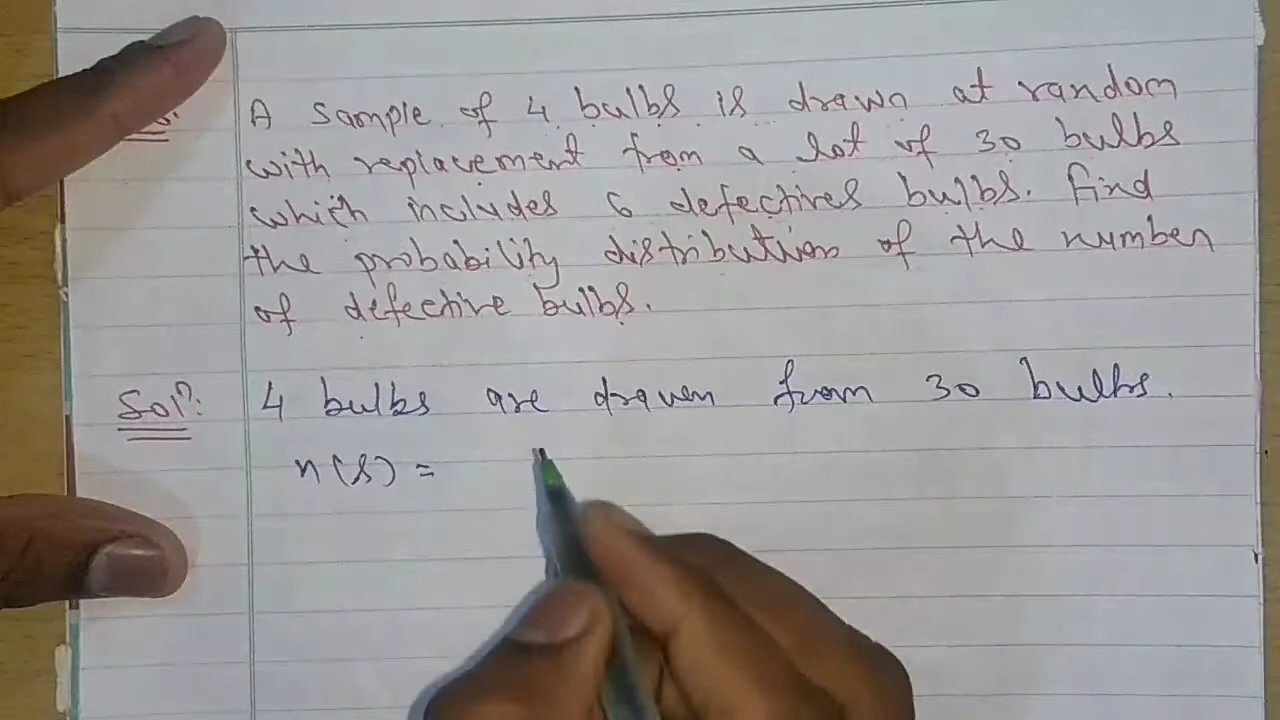 A sample of 4 bulbs is drawn at random
with replacement from a lot of 30 bulbs
which includes 6 defectives bulbs. Find
the probability distribution of the number
of defective bulbs.
Solⁿ: 4 bulbs are drawn from 30 bulbs.
n(S) =